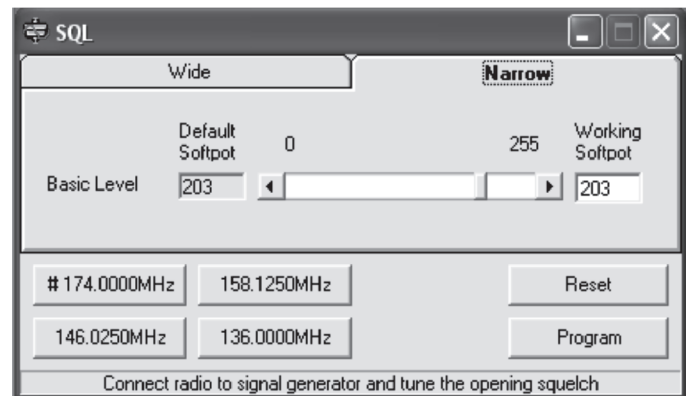 SQL
Wide Narrow
Default Softpot 0 255 Working Softpot
Basic Level 203 203
# 174.0000MHz 158.1250MHz Reset
146.0250MHz 136.0000MHz Program
Connect radio to signal generator and tune the opening squelch